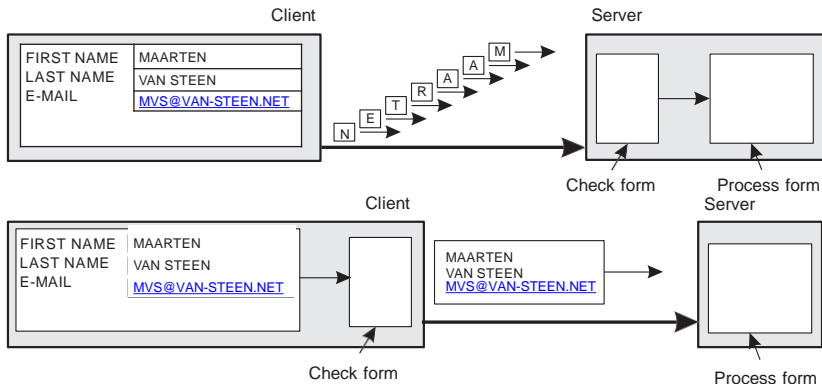 Client
Server
FIRST NAME MAARTEN
LAST NAME VAN STEEN
E-MAIL MVS@VAN-STEEN.NET
N E T R A A M
Check form
Process form
Client
Server
FIRST NAME MAARTEN
LAST NAME VAN STEEN
E-MAIL MVS@VAN-STEEN.NET
MAARTEN
VAN STEEN
MVS@VAN-STEEN.NET
Check form
Process form